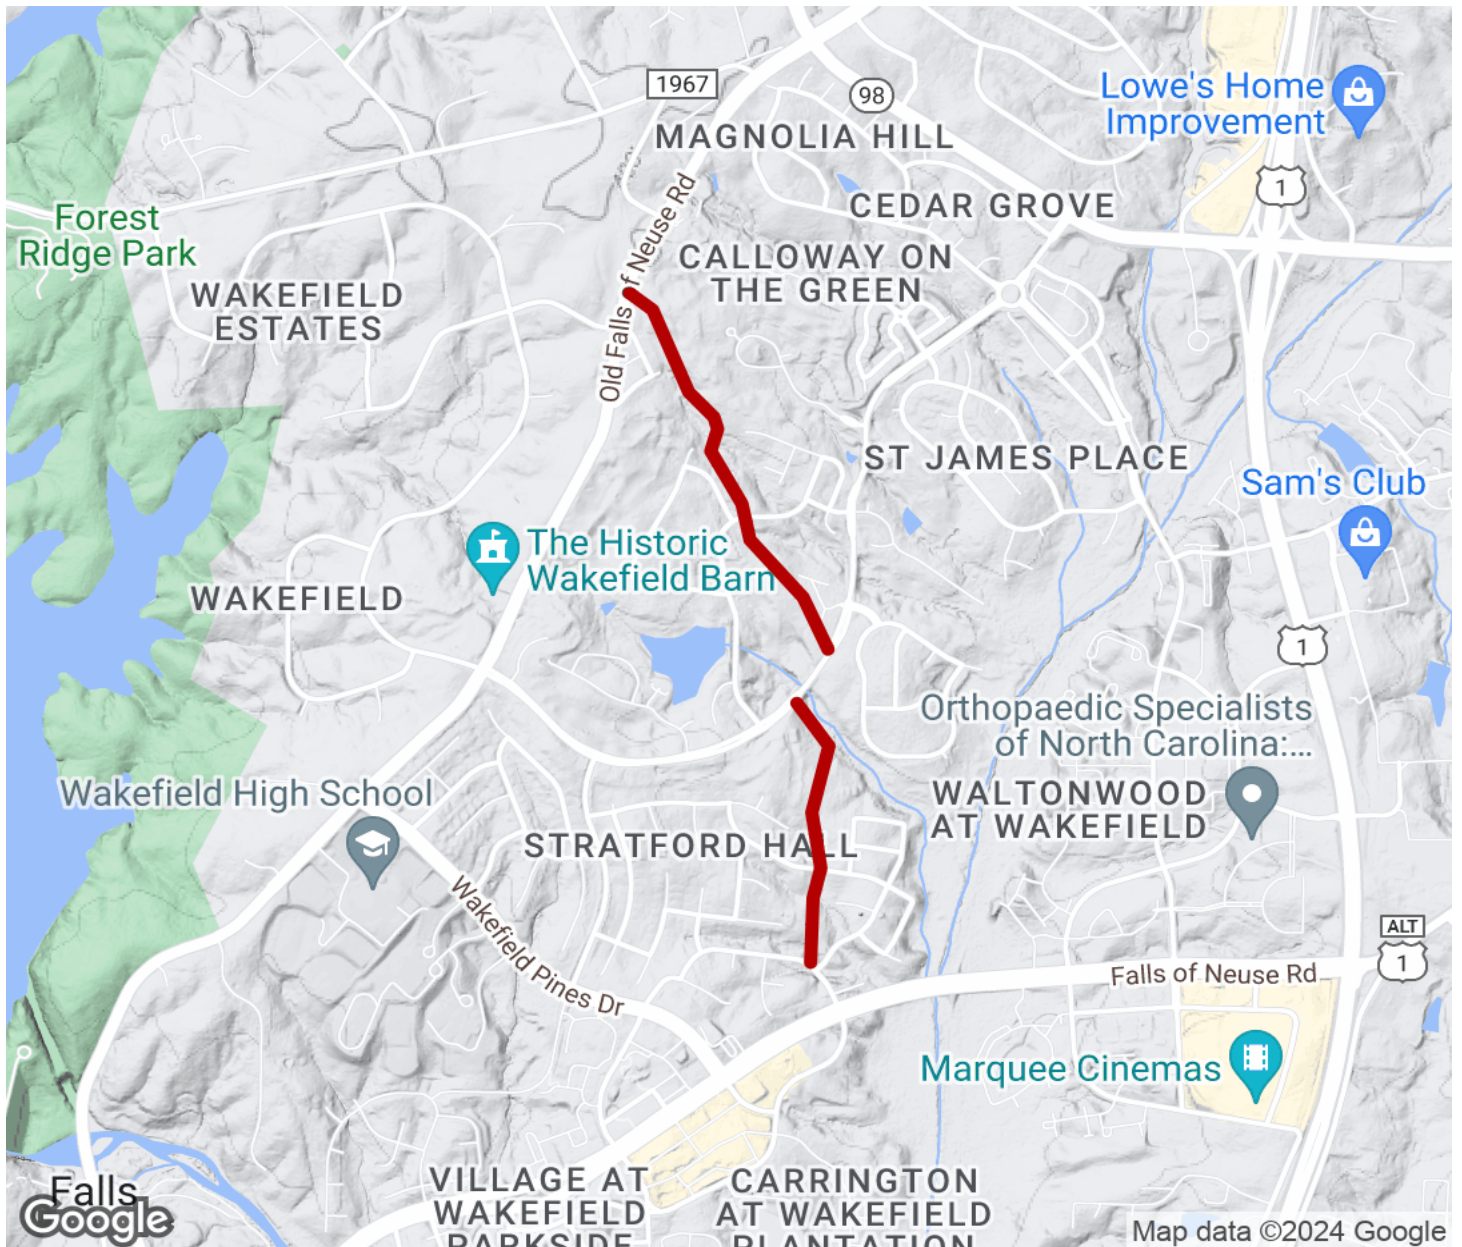 1967
98
Lowe's Home
Improvement
MAGNOLIA HILL
1
Forest
Ridge Park
Old Falls of Neuse Rd
CEDAR GROVE
CALLOWAY ON
THE GREEN
WAKEFIELD
ESTATES
ST JAMES PLACE
Sam's Club
The Historic
Wakefield Barn
WAKEFIELD
1
Orthopaedic Specialists
of North Carolina:...
Wakefield High School
WALTONWOOD
AT WAKEFIELD
STRATFORD HALL
Wakefield Pines Dr
ALT
1
Falls of Neuse Rd
Marquee Cinemas
VILLAGE AT
WAKEFIELD
PARKSIDE
CARRINGTON
AT WAKEFIELD
PLANTATION
Falls
Google
Map data ©2024 Google